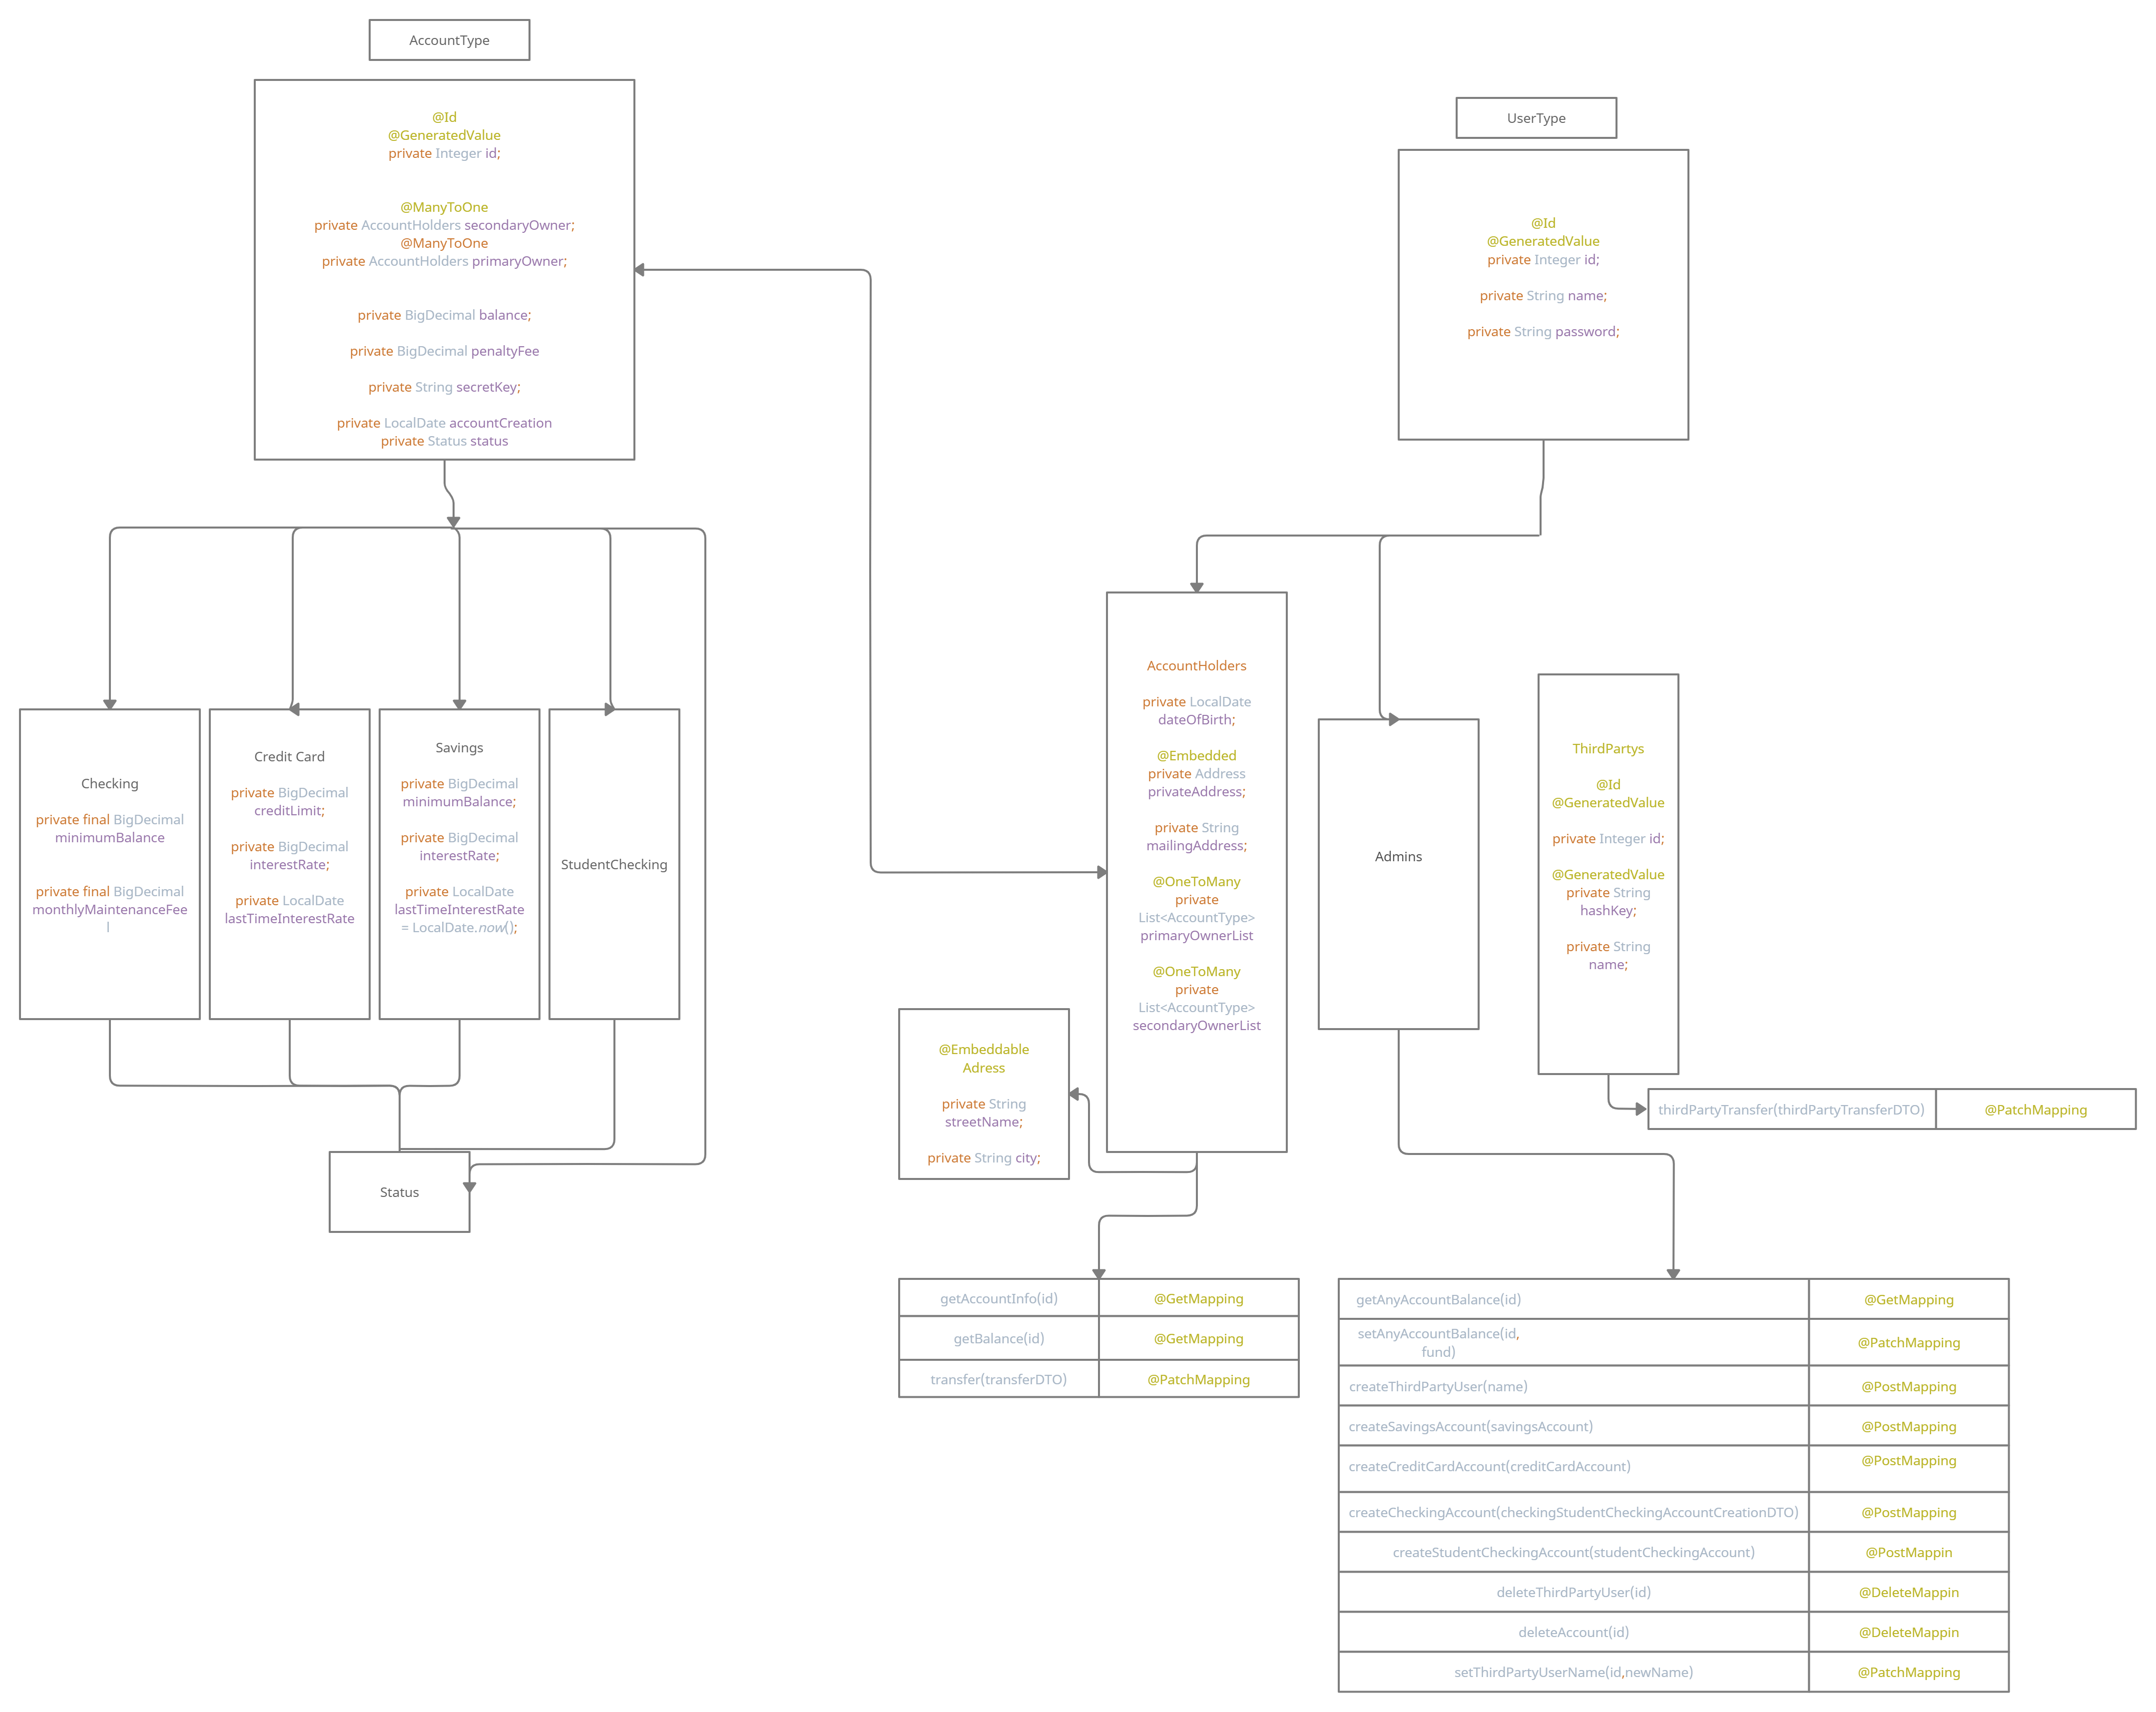 AccountType
@Id
@GeneratedValue
private Integer id;
@ManyToOne
private AccountHolders secondaryOwner;
@ManyToOne
private AccountHolders primaryOwner;
private BigDecimal balance;
private BigDecimal penaltyFee
private String secretKey;
private LocalDate accountCreation
private Status status
UserType
@Id
@GeneratedValue
private Integer id;
private String name;
private String password;
Checking
private final BigDecimal
minimumBalance
private final BigDecimal
monthlyMaintenanceFee
l
Credit Card
private BigDecimal
creditLimit;
private BigDecimal
interestRate;
private LocalDate
lastTimeInterestRate
Savings
private BigDecimal
minimumBalance;
private BigDecimal
interestRate;
private LocalDate
lastTimeInterestRate
= LocalDate.now();
StudentChecking
Status
AccountHolders
private LocalDate
dateOfBirth;
@Embedded
private Address
privateAddress;
private String
mailingAddress;
@OneToMany
private
List<AccountType>
primaryOwnerList
@OneToMany
private
List<AccountType>
secondaryOwnerList
Admins
ThirdPartys
@Id
@GeneratedValue
private Integer id;
@GeneratedValue
private String
hashKey;
private String
name;
@Embeddable
Adress
private String
streetName;
private String city;
thirdPartyTransfer(thirdPartyTransferDTO) @PatchMapping
getAccountInfo(id) @GetMapping
getBalance(id) @GetMapping
transfer(transferDTO) @PatchMapping
getAnyAccountBalance(id) @GetMapping
setAnyAccountBalance(id,
fund) @PatchMapping
createThirdPartyUser(name) @PostMapping
createSavingsAccount(savingsAccount) @PostMapping
createCreditCardAccount(creditCardAccount) @PostMapping
createCheckingAccount(checkingStudentCheckingAccountCreationDTO) @PostMapping
createStudentCheckingAccount(studentCheckingAccount) @PostMappin
deleteThirdPartyUser(id) @DeleteMappin
deleteAccount(id) @DeleteMappin
setThirdPartyUserName(id,newName) @PatchMapping